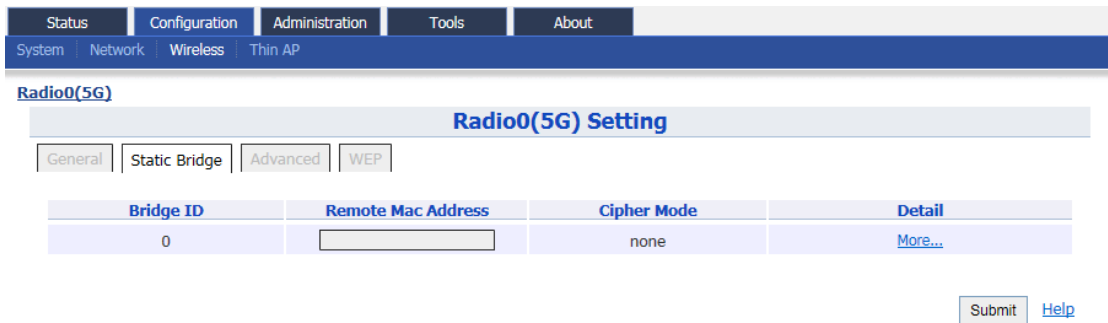 Status Configuration Administration Tools About
System Network Wireless Thin AP
Radio0(5G)
Radio0(5G) Setting
General Static Bridge Advanced WEP
Bridge ID Remote Mac Address Cipher Mode Detail
0 none More...
Submit Help